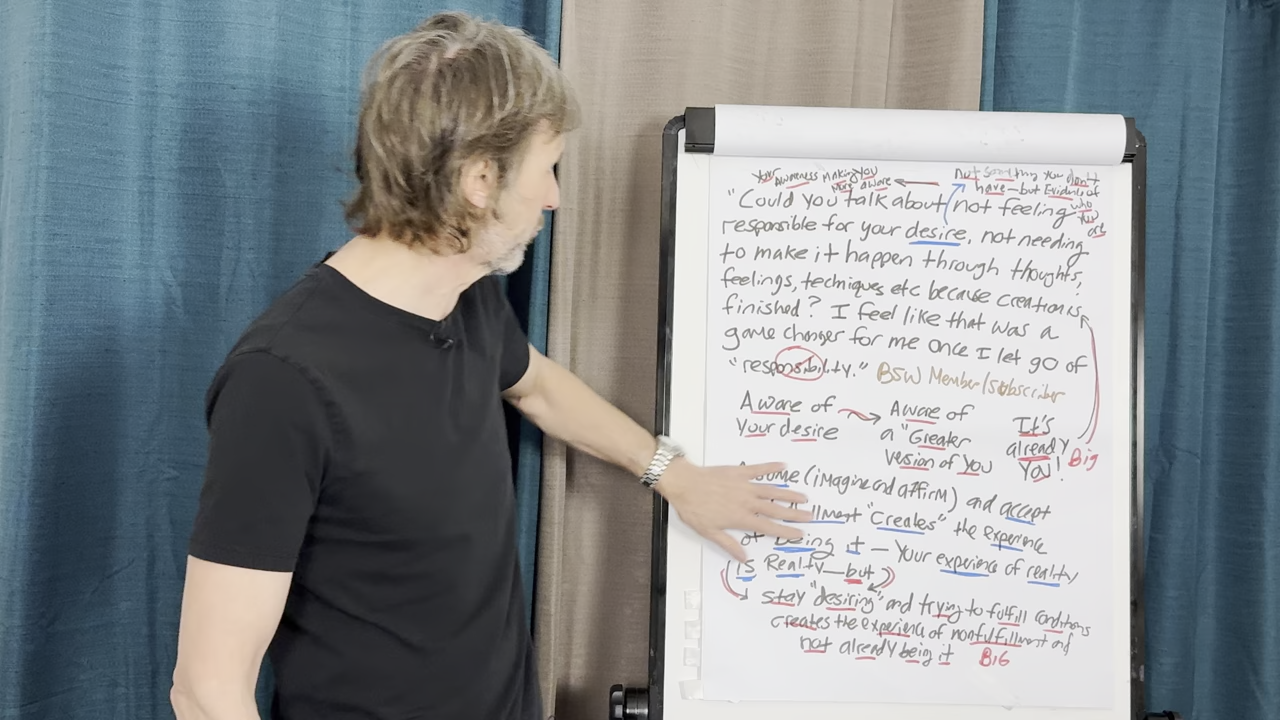 Your Awareness Making You
More aware
Not something you don't
have—but Evidence of
who
you
are
"Could you talk about not feeling
responsible for your desire, not needing
to make it happen through thoughts,
feelings, techniques etc because creation is
finished? I feel like that was a
game changer for me once I let go of
"responsibility." BSW Member/subscriber
Aware of
your desire
Aware of
a "Greater
version of you
It's
already
You!
Big
(imagine and affirm) and accept
"Creates" the experience
of being it — Your experience of reality
is Reality—but
stay "desiring" and trying to fulfill conditions
creates the experience of nonfulfillment and
not already being it BIG